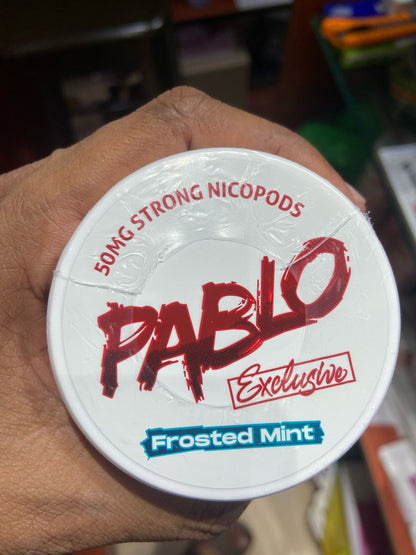 50MG STRONG NICOPODS
PABLO
Exclusive
Frosted Mint